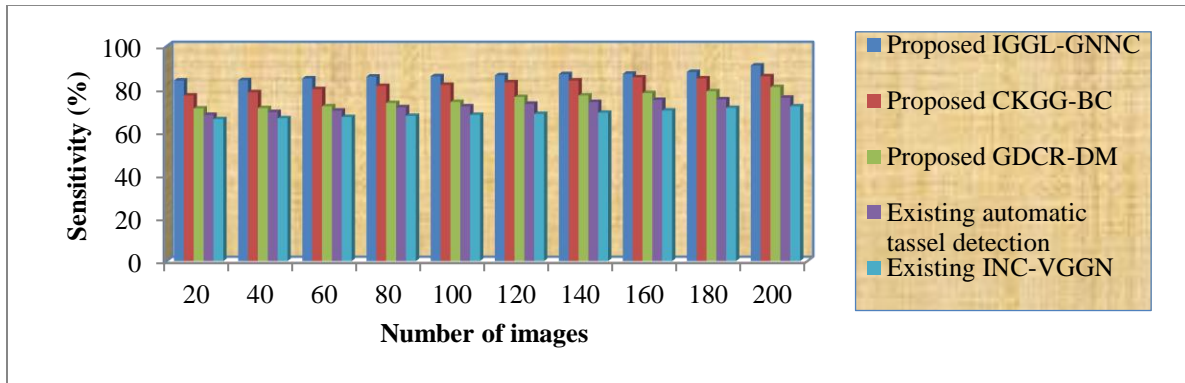 100
80
60
40
20
0
Sensitivity (%)
20 40 60 80 100 120 140 160 180 200
Number of images
Proposed IGGL-GNNC
Proposed CKGG-BC
Proposed GDCR-DM
Existing automatic
tassel detection
Existing INC-VGGN